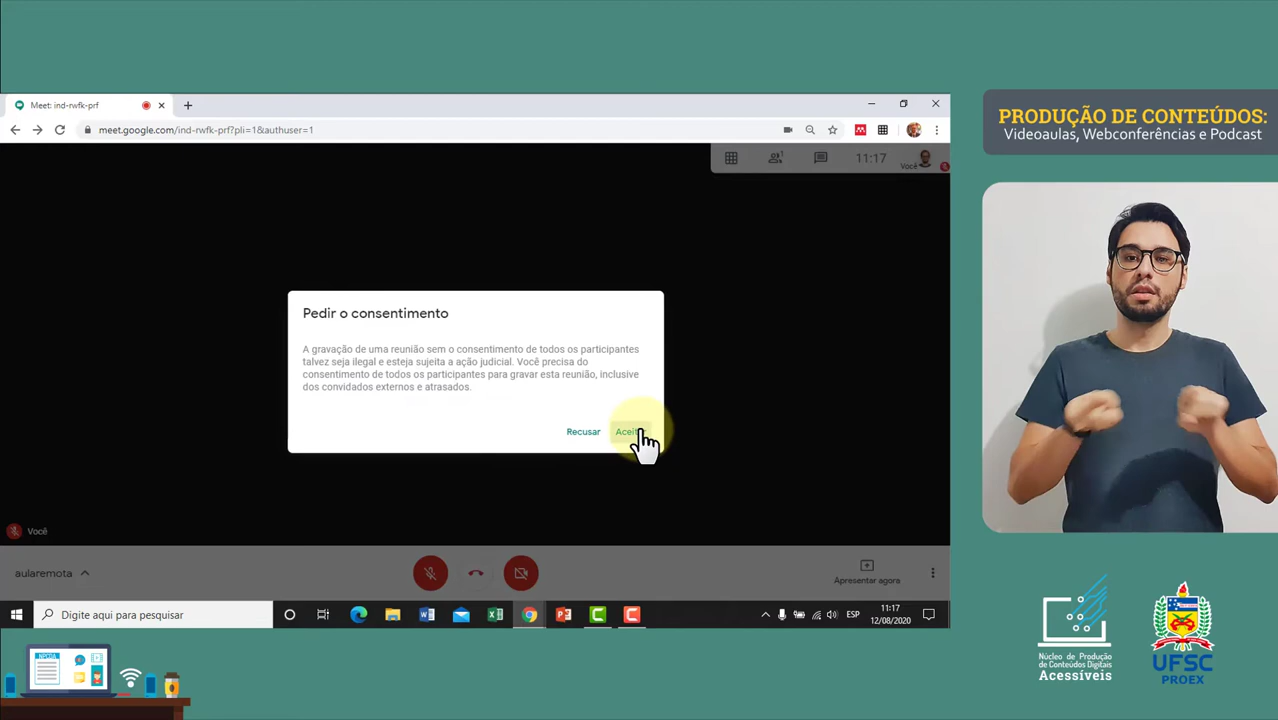 Meet: ind-rwfk-prf
meet.google.com/ind-rwfk-prf?pli=1&authuser=1
1
11:17
Você
Pedir o consentimento
A gravação de uma reunião sem o consentimento de todos os participantes
talvez seja ilegal e esteja sujeita a ação judicial. Você precisa do
consentimento de todos os participantes para gravar esta reunião, inclusive
dos convidados externos e atrasados.
Recusar
Aceitar
Você
aularemota
Apresentar agora
Digite aqui para pesquisar
ESP
11:17
12/08/2020
PRODUÇÃO DE CONTEÚDOS:
Videoaulas, Webconferências e Podcast
NPCDA
Núcleo de Produção
de Conteúdos Digitais
Acessíveis
UFSC
PROEX